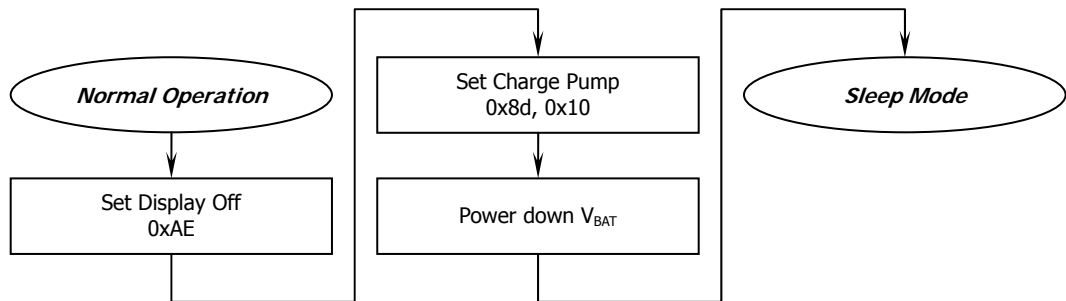 Normal Operation
Set Display Off
0xAE
Set Charge Pump
0x8d, 0x10
Power down VBAT
Sleep Mode